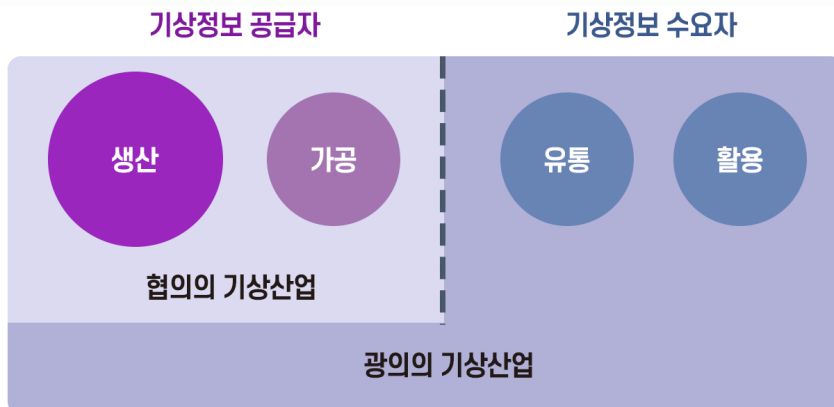 기상정보 공급자
기상정보 수요자
생산
가공
유통
활용
협의의 기상산업
광의의 기상산업